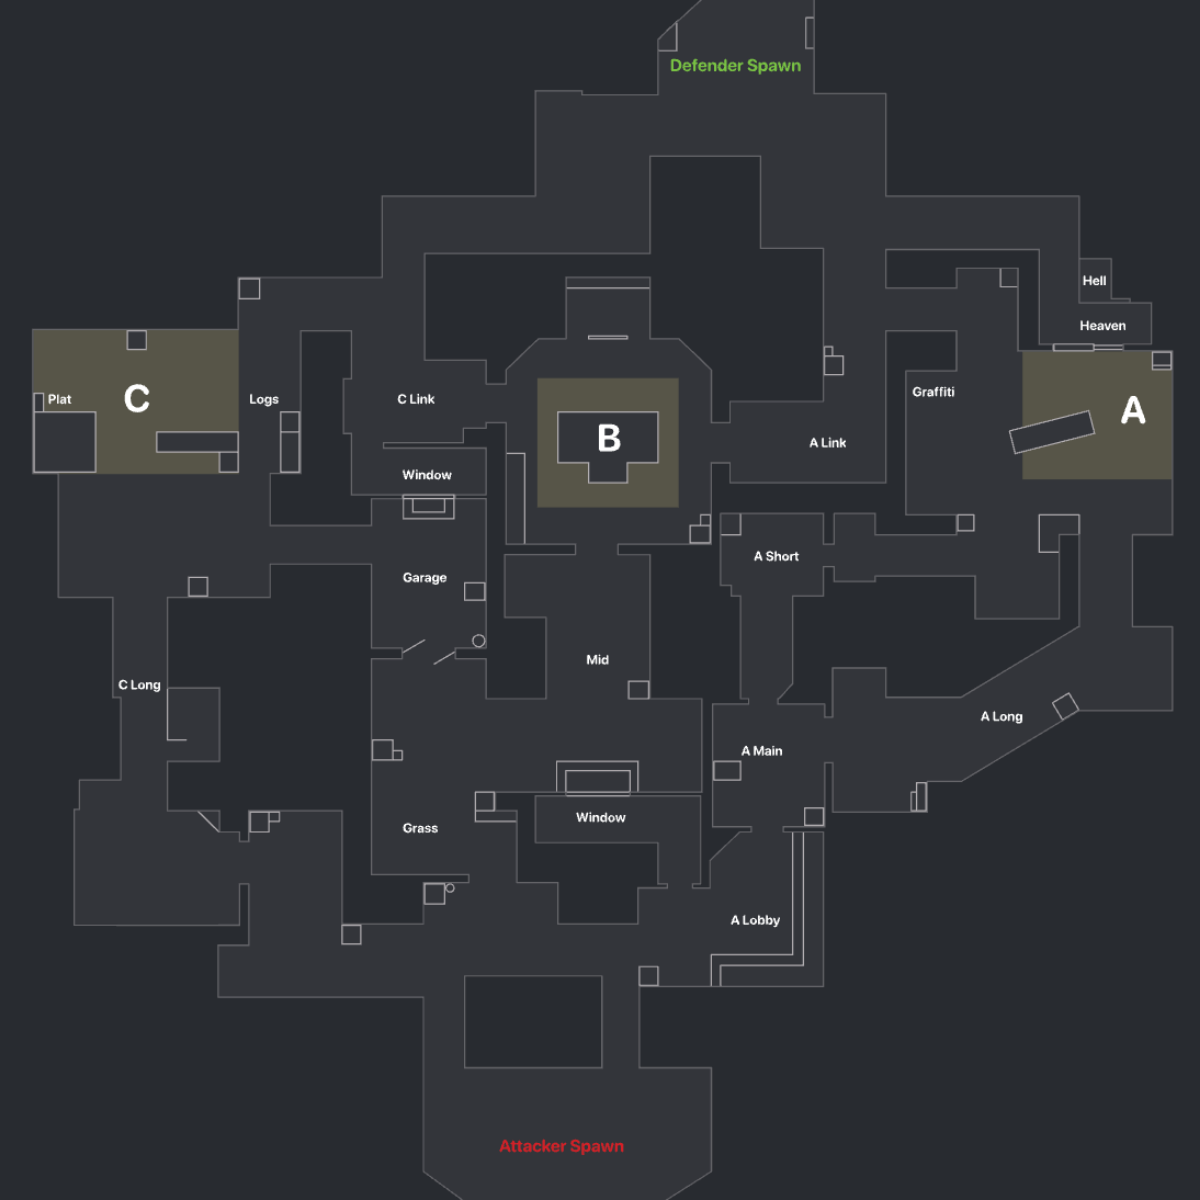 Defender Spawn
Hell
Heaven
Plat
C
Logs
C Link
Graffiti
A
B
A Link
Window
A Short
Garage
Mid
C Long
A Long
A Main
Window
Grass
A Lobby
Attacker Spawn